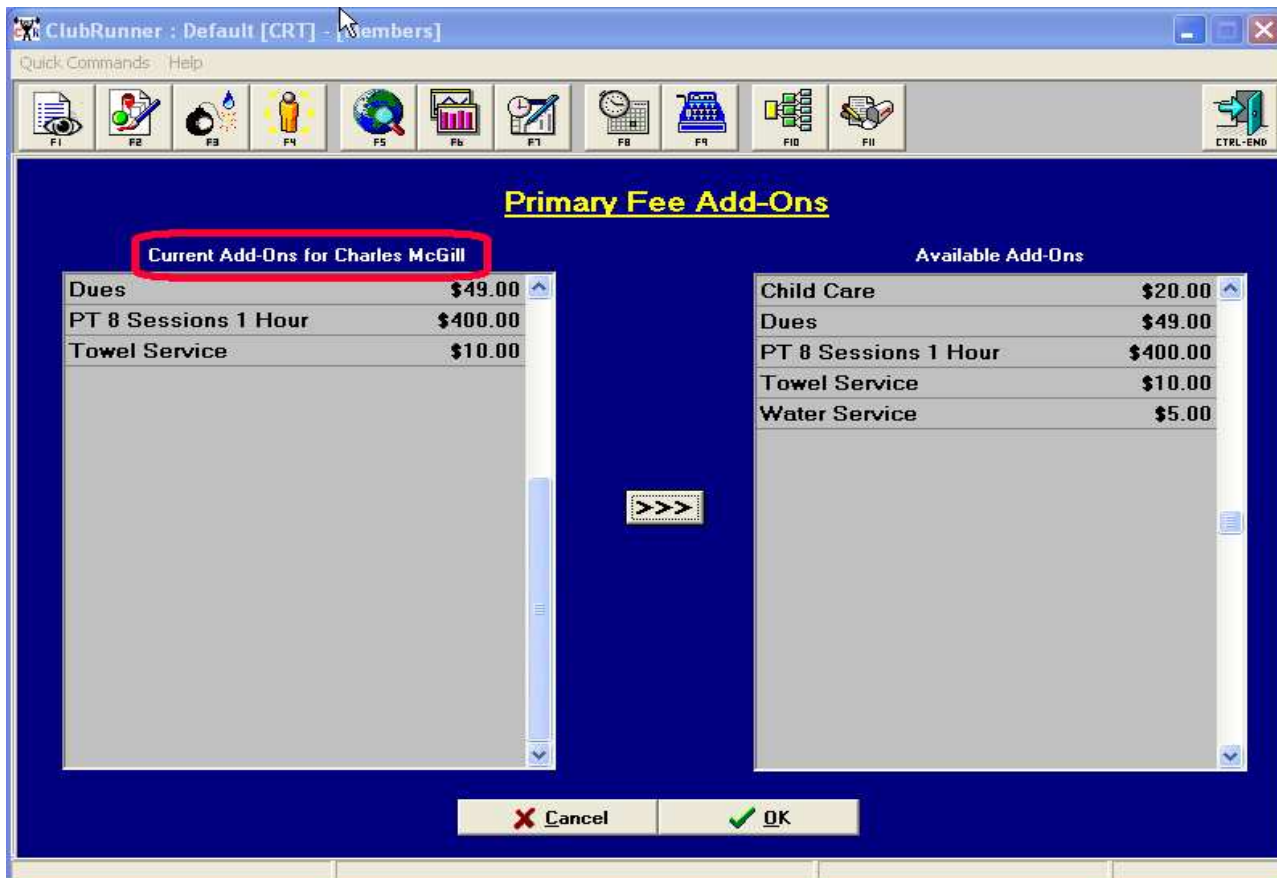 ClubRunner : Default [CRT] - [Members]
Quick Commands Help
F1 F2 F3 F4 F5 F6 F7 F8 F9 F10 F11 CTRL-END
Primary Fee Add-Ons
Current Add-Ons for Charles McGill
Dues $49.00
PT 8 Sessions 1 Hour $400.00
Towel Service $10.00
Available Add-Ons
Child Care $20.00
Dues $49.00
PT 8 Sessions 1 Hour $400.00
Towel Service $10.00
Water Service $5.00
>>>
Cancel OK